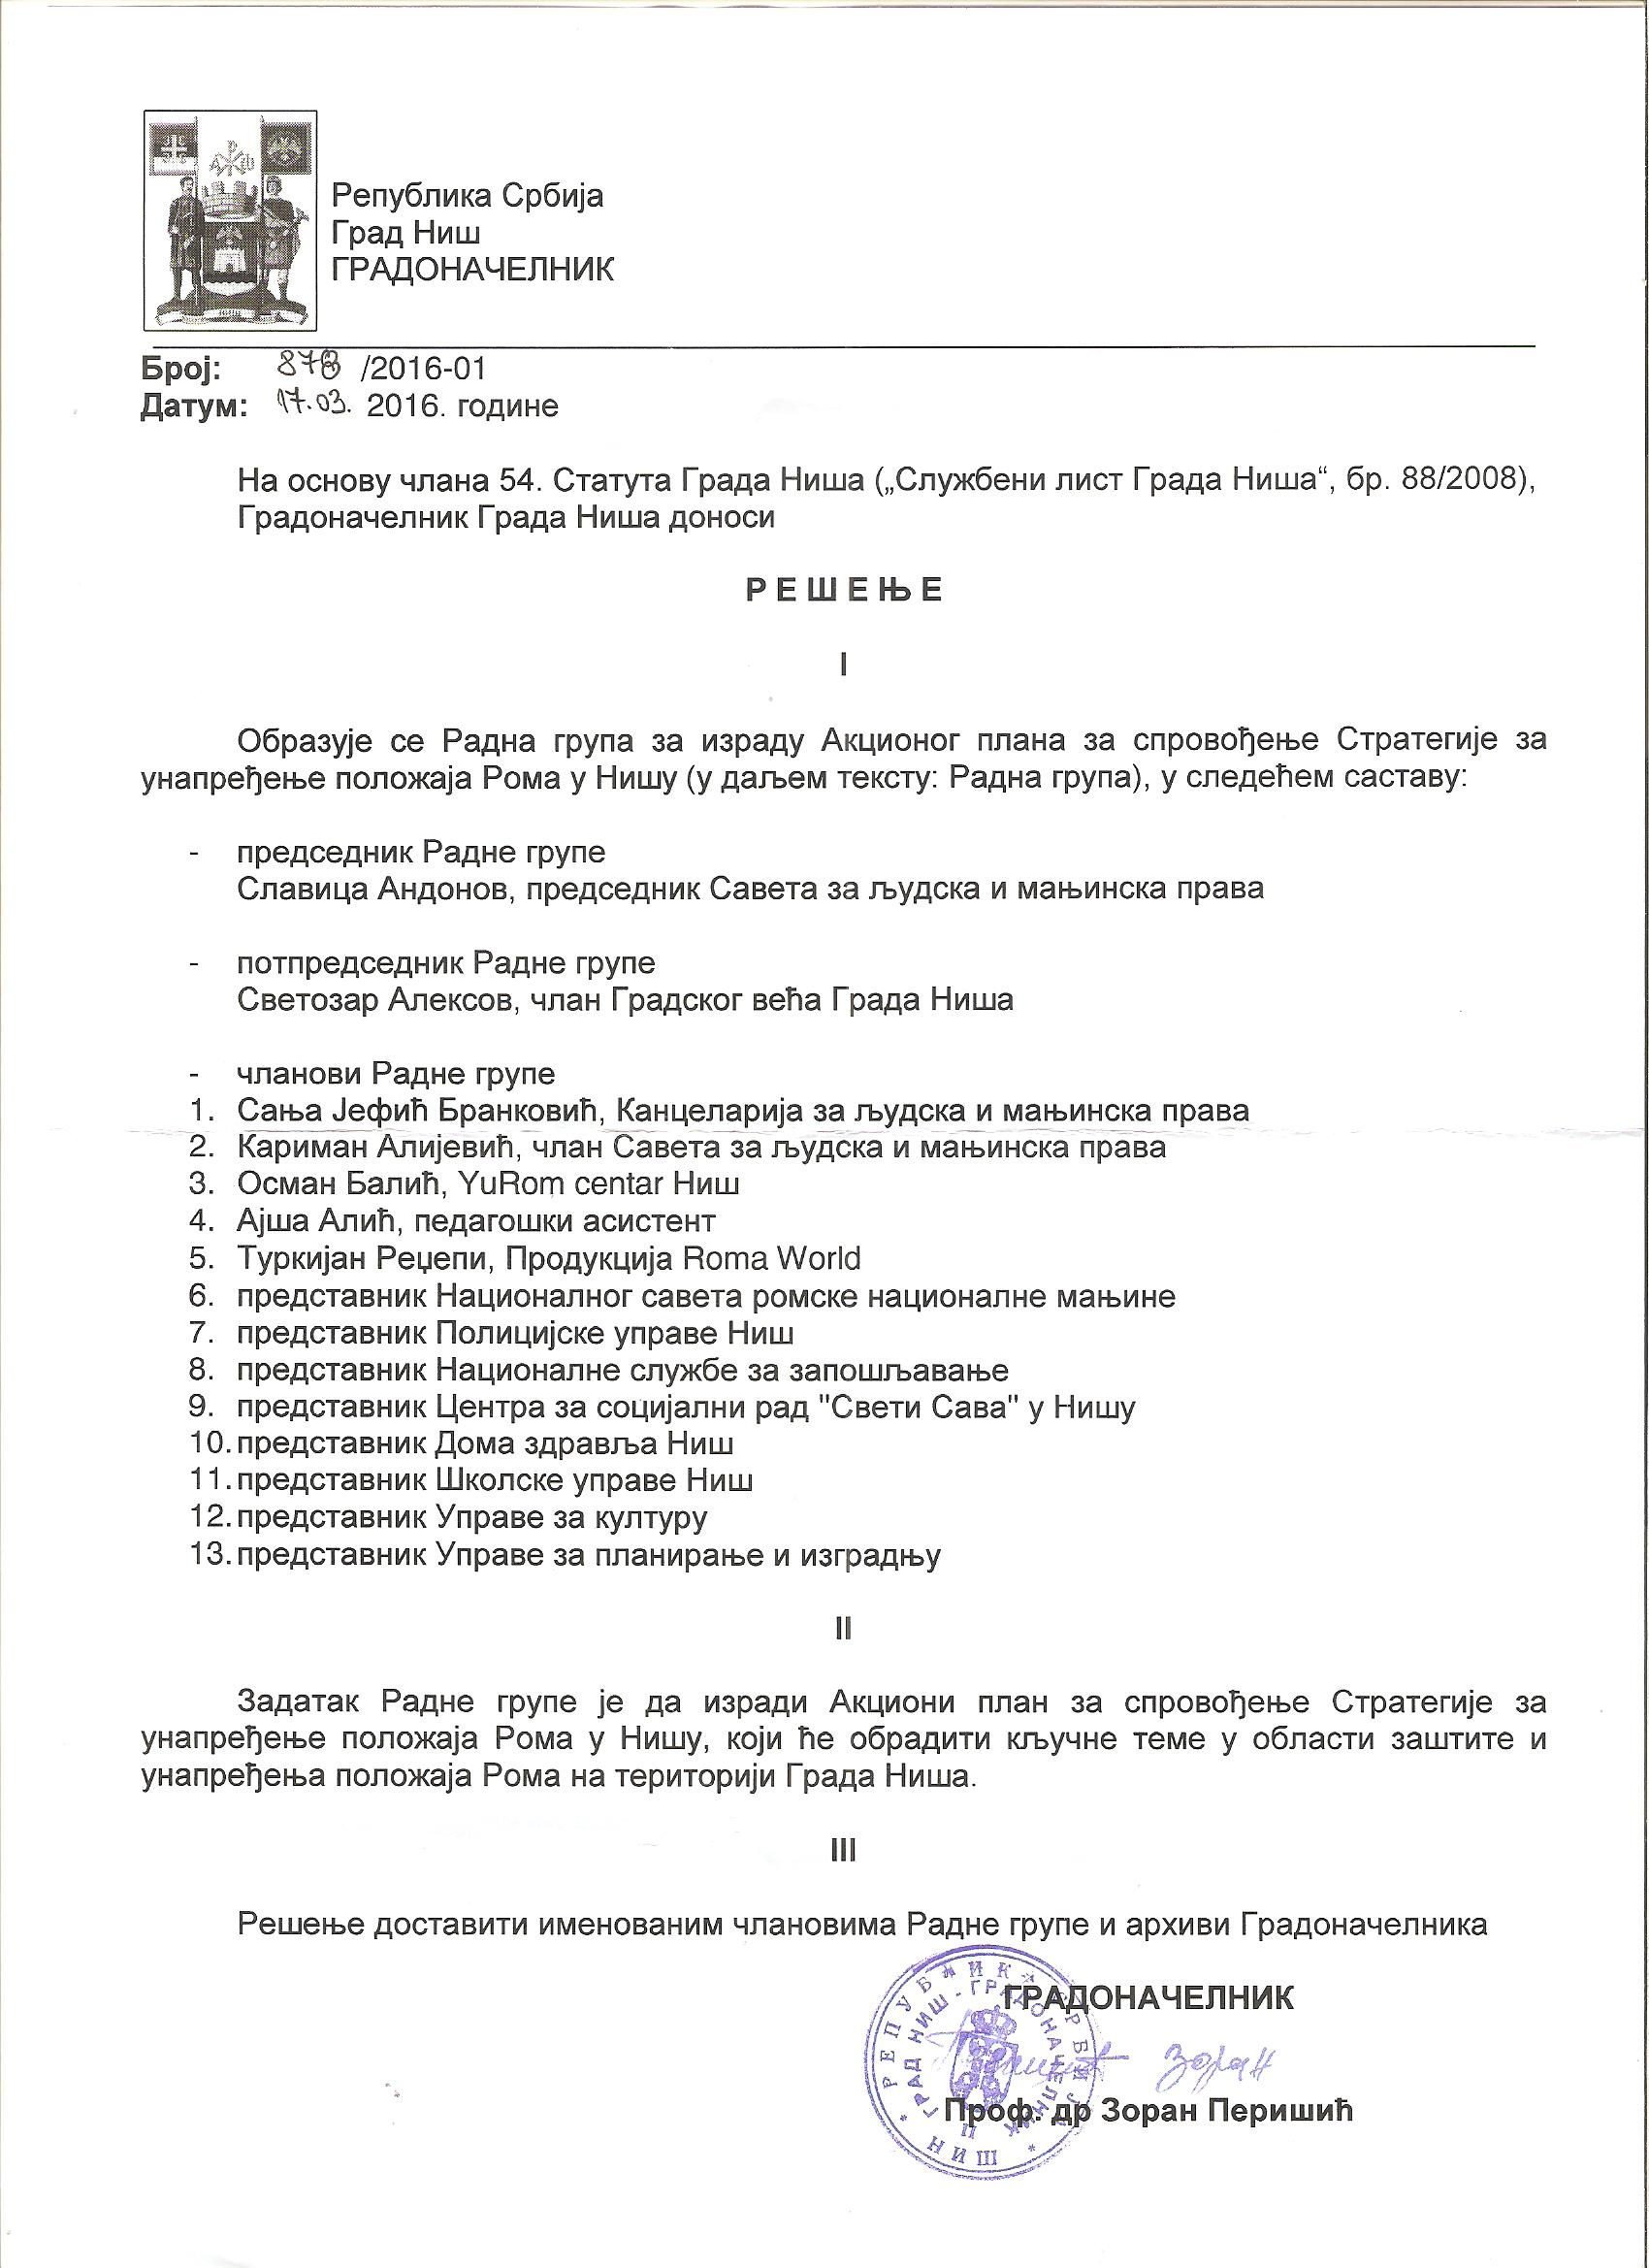 Република Србија
Град Ниш
ГРАДОНАЧЕЛНИК
Број: /2016-01
Датум: 17.03. 2016. године
На основу члана 54. Статута Града Ниша („Службени лист Града Ниша“, бр. 88/2008),
Градоначелник Града Ниша доноси
Р Е Ш Е Њ Е
I
Образује се Радна група за израду Акционог плана за спровођење Стратегије за
унапређење положаја Рома у Нишу (у даљем тексту: Радна група), у следећем саставу:
- председник Радне групе
Славица Андонов, председник Савета за људска и мањинска права
- потпредседник Радне групе
Светозар Алексов, члан Градског већа Града Ниша
- чланови Радне групе
1. Сања Јефић Бранковић, Канцеларија за људска и мањинска права
2. Кариман Алијевић, члан Савета за људска и мањинска права
3. Осман Балић, YuRom centar Ниш
4. Ајша Алић, педагошки асистент
5. Туркијан Реџепи, Продукција Roma World
6. представник Националног савета ромске националне мањине
7. представник Полицијске управе Ниш
8. представник Националне службе за запошљавање
9. представник Центра за социјални рад "Свети Сава" у Нишу
10. представник Дома здравља Ниш
11. представник Школске управе Ниш
12. представник Управе за културу
13. представник Управе за планирање и изградњу
II
Задатак Радне групе је да изради Акциони план за спровођење Стратегије за
унапређење положаја Рома у Нишу, који ће обрадити кључне теме у области заштите и
унапређења положаја Рома на територији Града Ниша.
III
Решење доставити именованим члановима Радне групе и архиви Градоначелника
ГРАДОНАЧЕЛНИК
Зоран
Проф. др Зоран Перишић
РЕПУБЛИКА СРБИЈА
ГРАД НИШ - ГРАДОНАЧЕЛНИК
НИШ